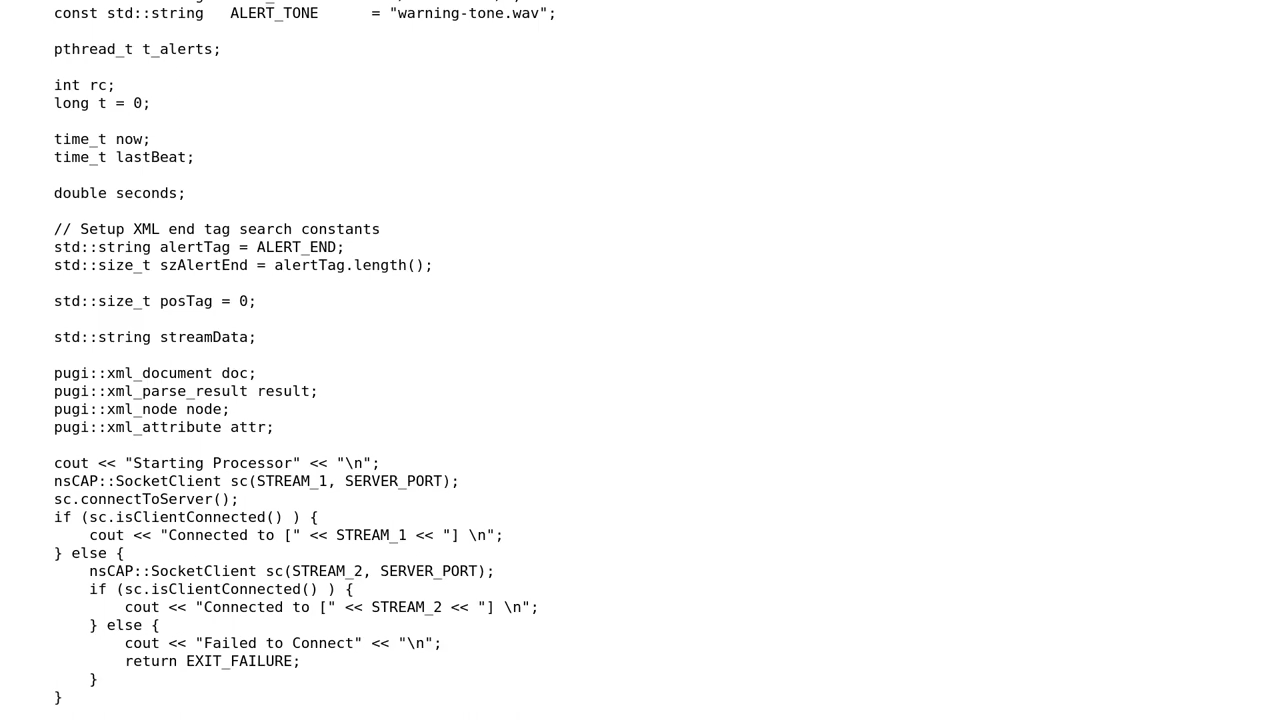 const std::string   ALERT_TONE      = "warning-tone.wav";
pthread_t t_alerts;
int rc;
long t = 0;
time_t now;
time_t lastBeat;
double seconds;
// Setup XML end tag search constants
std::string alertTag = ALERT_END;
std::size_t szAlertEnd = alertTag.length();
std::size_t posTag = 0;
std::string streamData;
pugi::xml_document doc;
pugi::xml_parse_result result;
pugi::xml_node node;
pugi::xml_attribute attr;
cout << "Starting Processor" << "\n";
nsCAP::SocketClient sc(STREAM_1, SERVER_PORT);
sc.connectToServer();
if (sc.isClientConnected() ) {
    cout << "Connected to [" << STREAM_1 << "] \n";
} else {
    nsCAP::SocketClient sc(STREAM_2, SERVER_PORT);
    if (sc.isClientConnected() ) {
        cout << "Connected to [" << STREAM_2 << "] \n";
    } else {
        cout << "Failed to Connect" << "\n";
        return EXIT_FAILURE;
    }
}